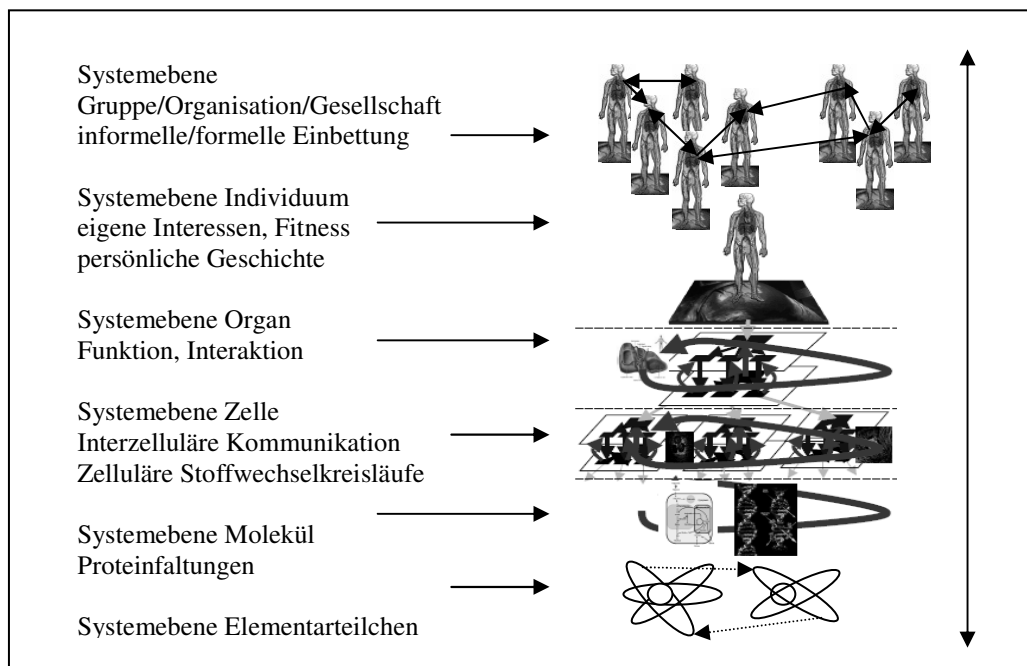 Systemebene
Gruppe/Organisation/Gesellschaft
informelle/formelle Einbettung
Systemebene Individuum
eigene Interessen, Fitness
persönliche Geschichte
Systemebene Organ
Funktion, Interaktion
Systemebene Zelle
Interzelluläre Kommunikation
Zelluläre Stoffwechselkreisläufe
Systemebene Molekül
Proteinfaltungen
Systemebene Elementarteilchen